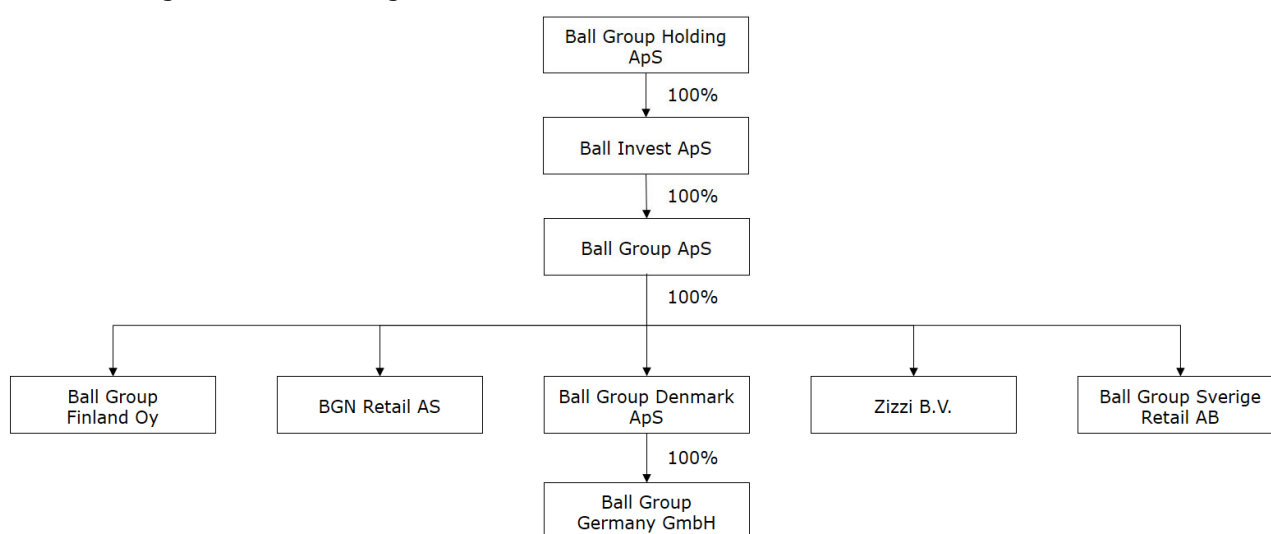 Ball Group Holding
ApS
100%
Ball Invest ApS
100%
Ball Group ApS
100%
Ball Group
Finland Oy
BGN Retail AS
Ball Group Denmark
ApS
Zizzi B.V.
Ball Group Sverige
Retail AB
100%
Ball Group
Germany GmbH